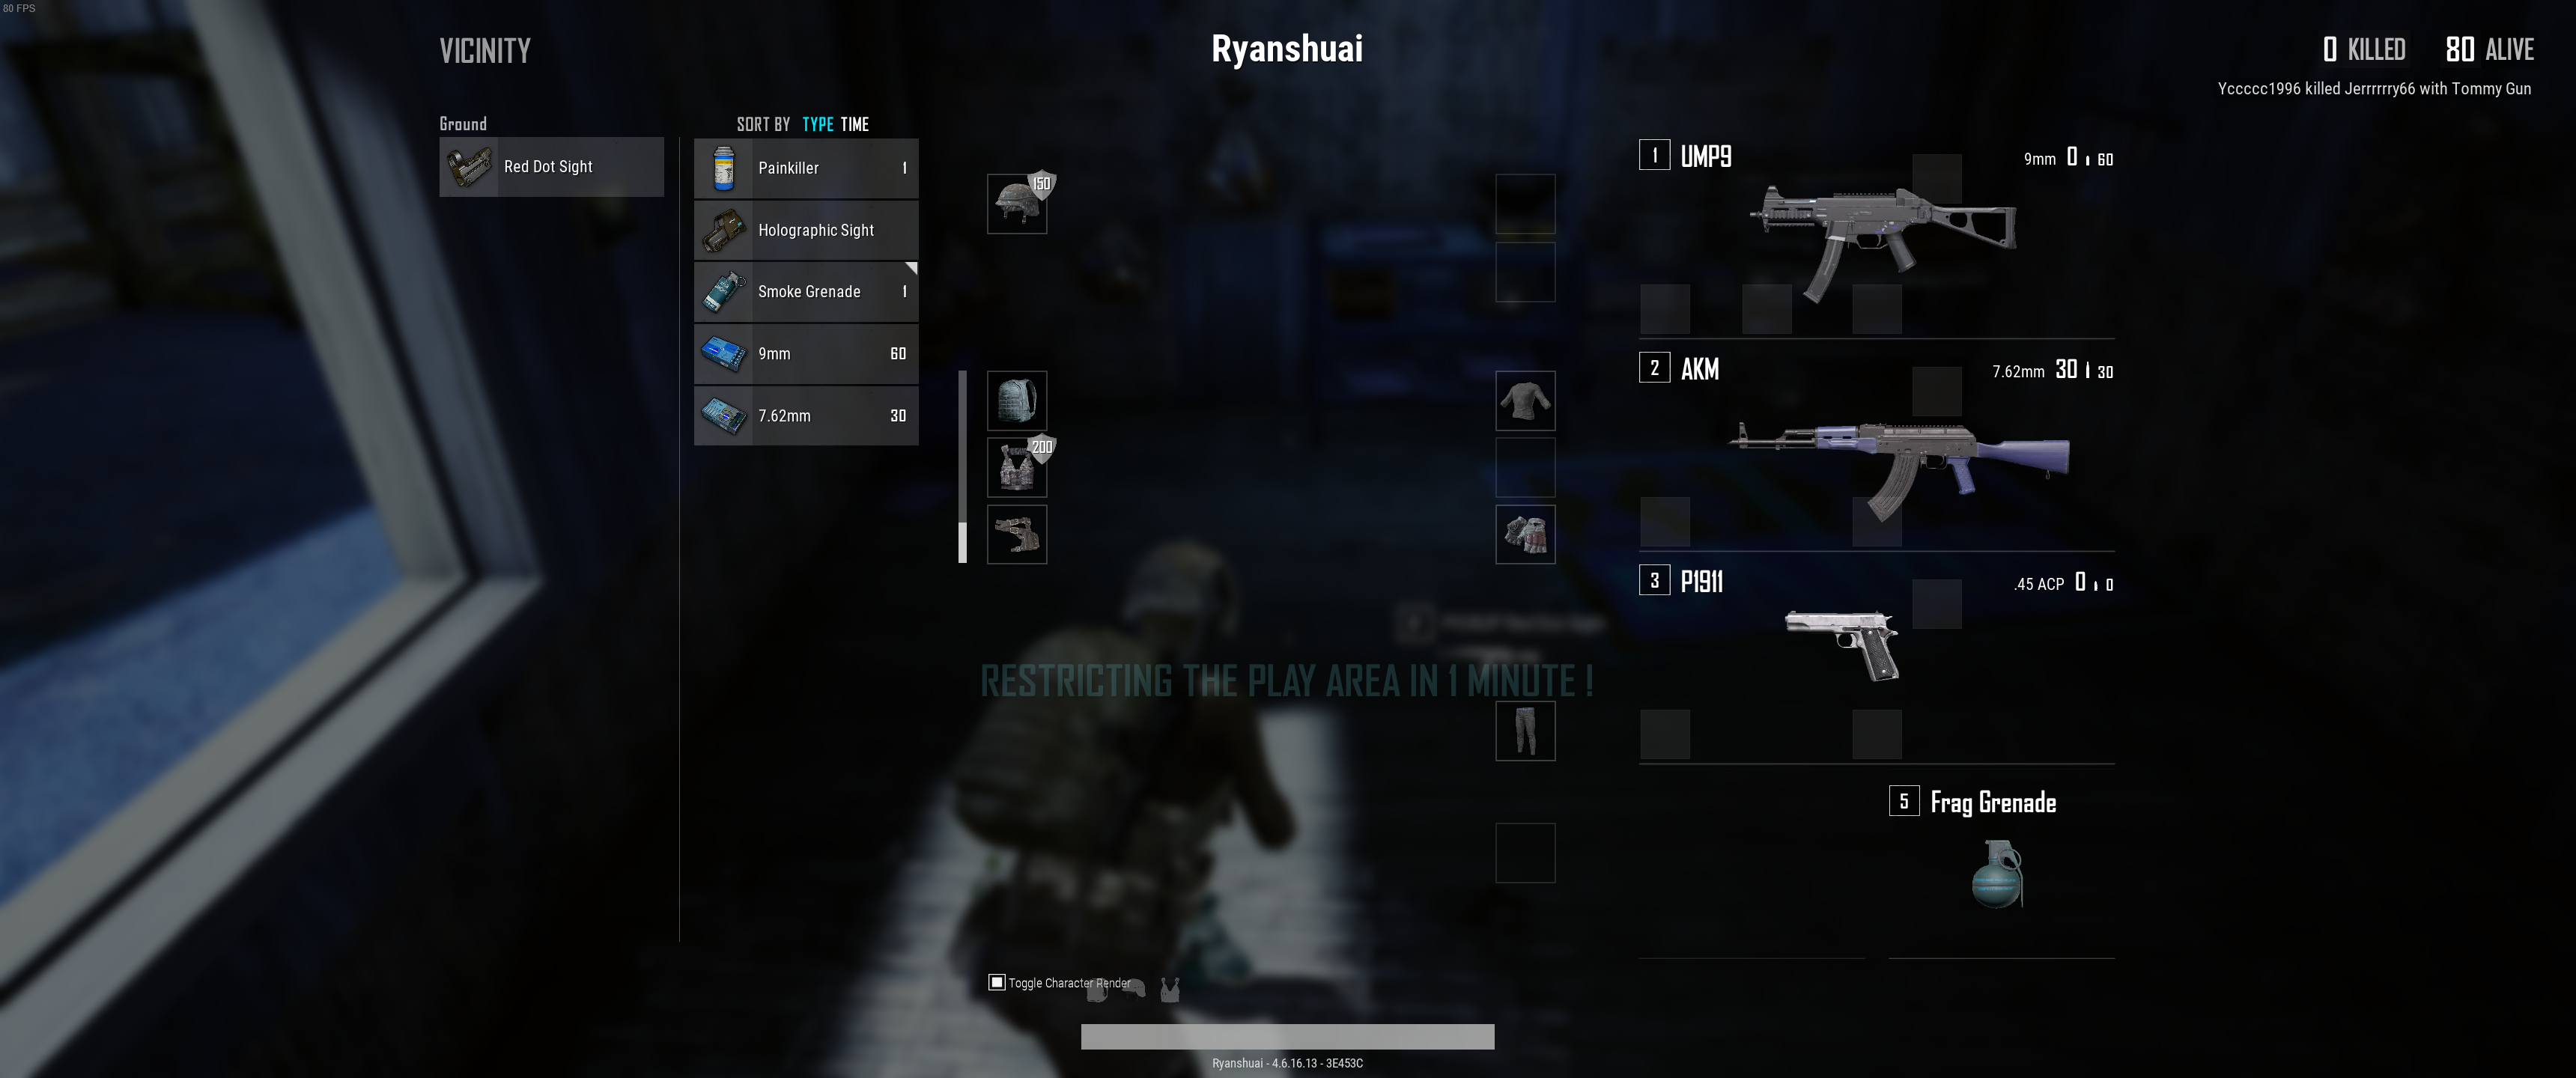 80 FPS
VICINITY
Ryanshuai
0 KILLED 80 ALIVE
Yccccc1996 killed Jerrrrrry66 with Tommy Gun
Ground
SORT BY TYPE TIME
Red Dot Sight
Painkiller 1
Holographic Sight
Smoke Grenade 1
9mm 60
7.62mm 30
150
200
1 UMP9 9mm 0 60
2 AKM 7.62mm 30 30
3 P1911 .45 ACP 0 0
RESTRICTING THE PLAY AREA IN 1 MINUTE !
5 Frag Grenade
Toggle Character Render
Ryanshuai - 4.6.16.13 - 3E453C